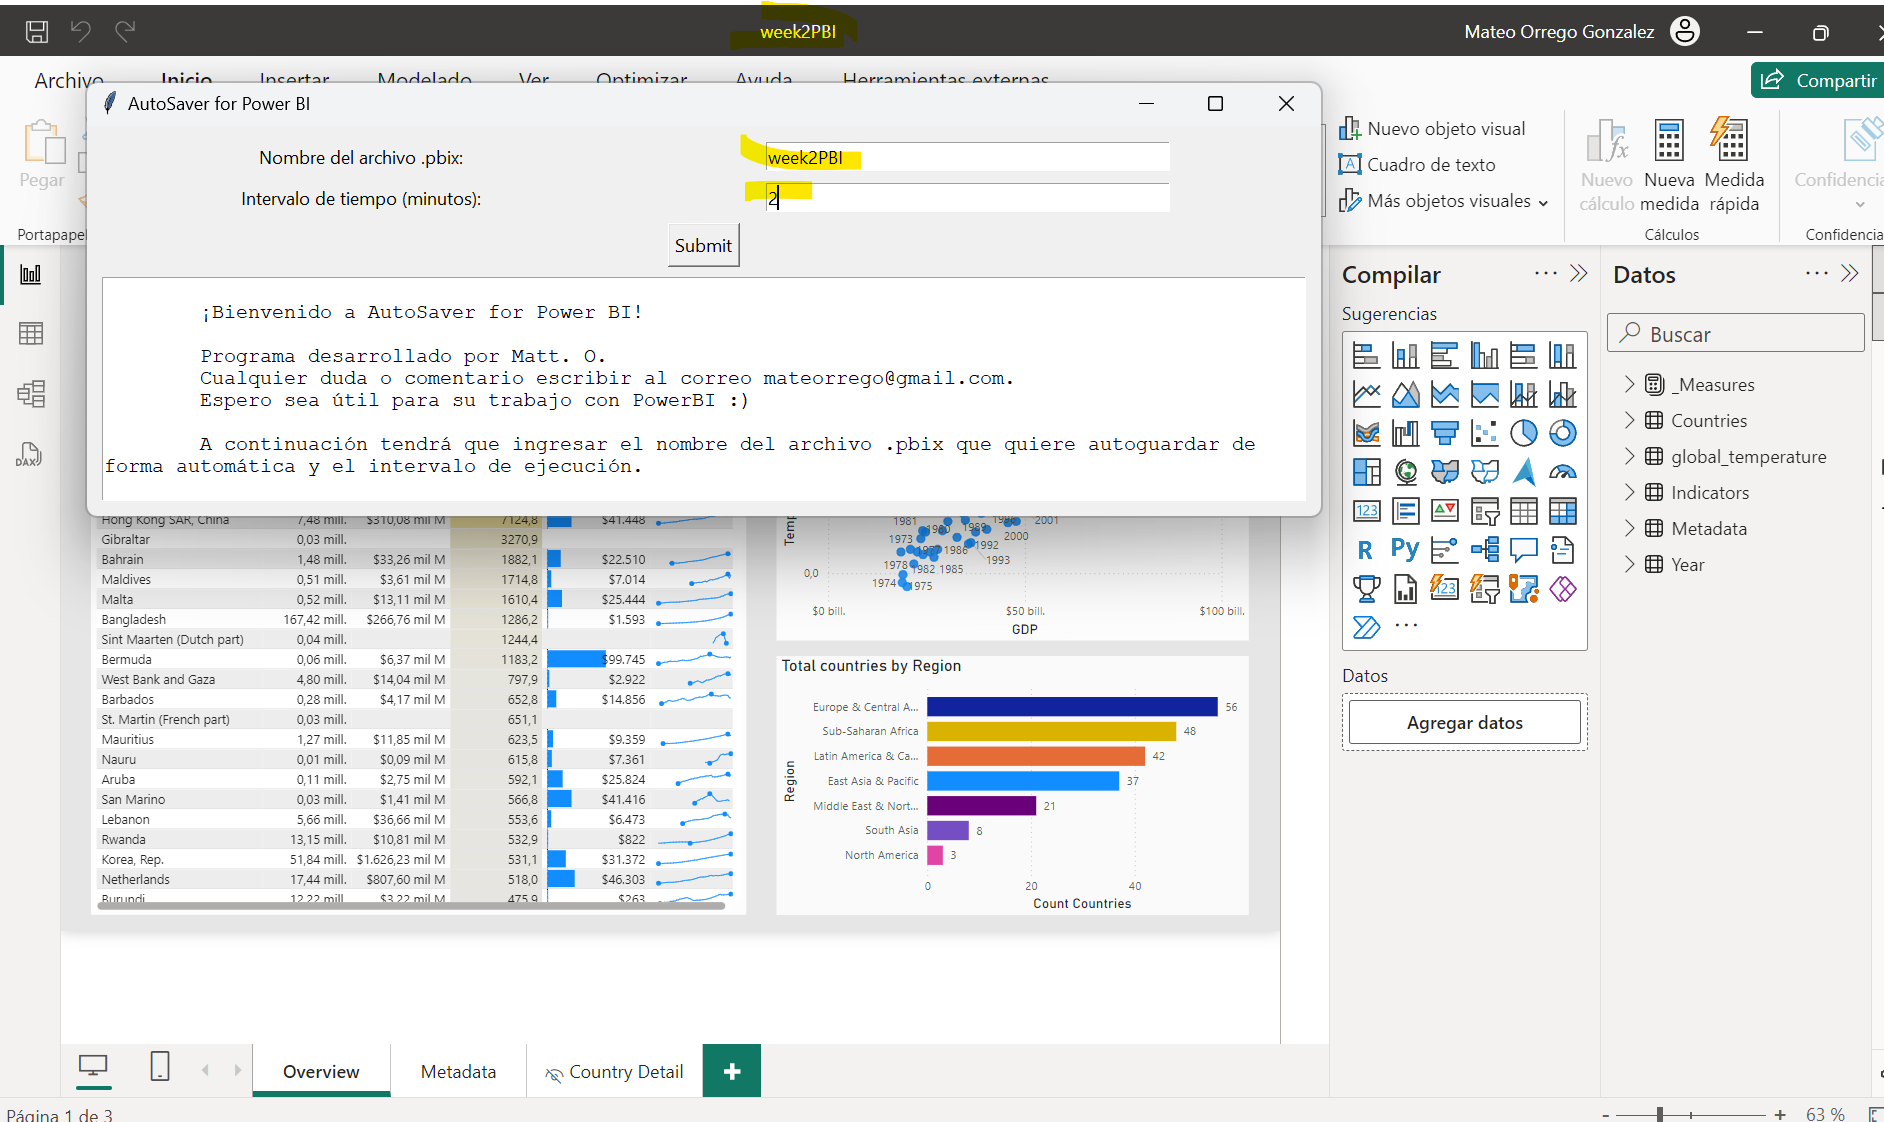 week2PBI
Mateo Orrego Gonzalez
Archivo Inicio Insertar Modelado Ver Optimizar Ayuda Herramientas externas
Compartir
AutoSaver for Power BI
Nombre del archivo .pbix: week2PBI
Intervalo de tiempo (minutos): 2
Submit
¡Bienvenido a AutoSaver for Power BI!
Programa desarrollado por Matt. O.
Cualquier duda o comentario escribir al correo mateorrego@gmail.com.
Espero sea útil para su trabajo con PowerBI :)
A continuación tendrá que ingresar el nombre del archivo .pbix que quiere autoguardar de
forma automática y el intervalo de ejecución.
Pegar
Portapapel
Nuevo objeto visual
Cuadro de texto
Más objetos visuales
Nuevo
cálculo
Nueva
medida
Medida
rápida
Cálculos
Confidencia
Confidencia
Hong Kong SAR, China 7,48 mill. $310,08 mil M 7124,8 $41.448
Gibraltar 0,03 mill. 3270,9
Bahrain 1,48 mill. $33,26 mil M 1882,1 $22.510
Maldives 0,51 mill. $3,61 mil M 1714,8 $7.014
Malta 0,52 mill. $13,11 mil M 1610,4 $25.444
Bangladesh 167,42 mill. $266,76 mil M 1286,2 $1.593
Sint Maarten (Dutch part) 0,04 mill. 1244,4
Bermuda 0,06 mill. $6,37 mil M 1183,2 $99.745
West Bank and Gaza 4,80 mill. $14,04 mil M 797,9 $2.922
Barbados 0,28 mill. $4,17 mil M 652,8 $14.856
St. Martin (French part) 0,03 mill. 651,1
Mauritius 1,27 mill. $11,85 mil M 623,5 $9.359
Nauru 0,01 mill. $0,09 mil M 615,8 $7.361
Aruba 0,11 mill. $2,75 mil M 592,1 $25.824
San Marino 0,03 mill. $1,41 mil M 566,8 $41.416
Lebanon 5,66 mill. $36,66 mil M 553,6 $6.473
Rwanda 13,15 mill. $10,81 mil M 532,9 $822
Korea, Rep. 51,84 mill. $1.626,23 mil M 531,1 $31.372
Netherlands 17,44 mill. $807,60 mil M 518,0 $46.303
Burundi 12,22 mill. $3,22 mil M 475,9 $263
Temp
1981 1980 1989 2001
1973 2000
1977 1986 1992
1978 1982 1985 1993
1974 1975
0,0
$0 bill. $50 bill. $100 bill.
GDP
Total countries by Region
Region
Europe & Central A... 56
Sub-Saharan Africa 48
Latin America & Ca... 42
East Asia & Pacific 37
Middle East & Nort... 21
South Asia 8
North America 3
0 20 40
Count Countries
Compilar
Sugerencias
123
R Py
123
Datos
Agregar datos
Datos
Buscar
_Measures
Countries
global_temperature
Indicators
Metadata
Year
DAX
Overview Metadata Country Detail +
Página 1 de 3
- + 63 %